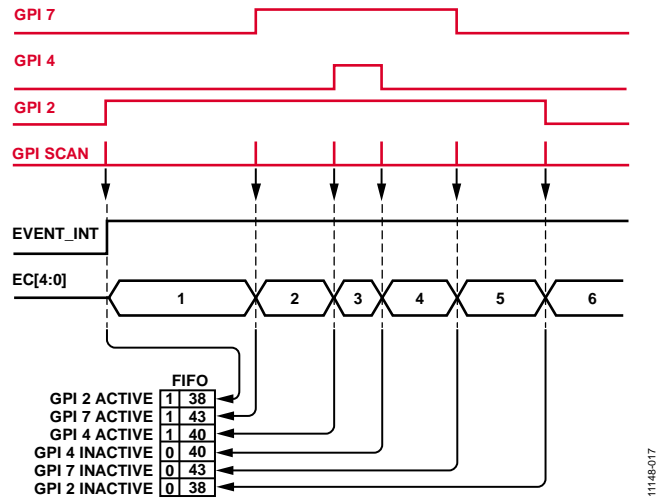 GPI 7
GPI 4
GPI 2
GPI SCAN
EVENT_INT
EC[4:0]
1 2 3 4 5 6
FIFO
GPI 2 ACTIVE 1 38
GPI 7 ACTIVE 1 43
GPI 4 ACTIVE 1 40
GPI 4 INACTIVE 0 40
GPI 7 INACTIVE 0 43
GPI 2 INACTIVE 0 38
11148-017